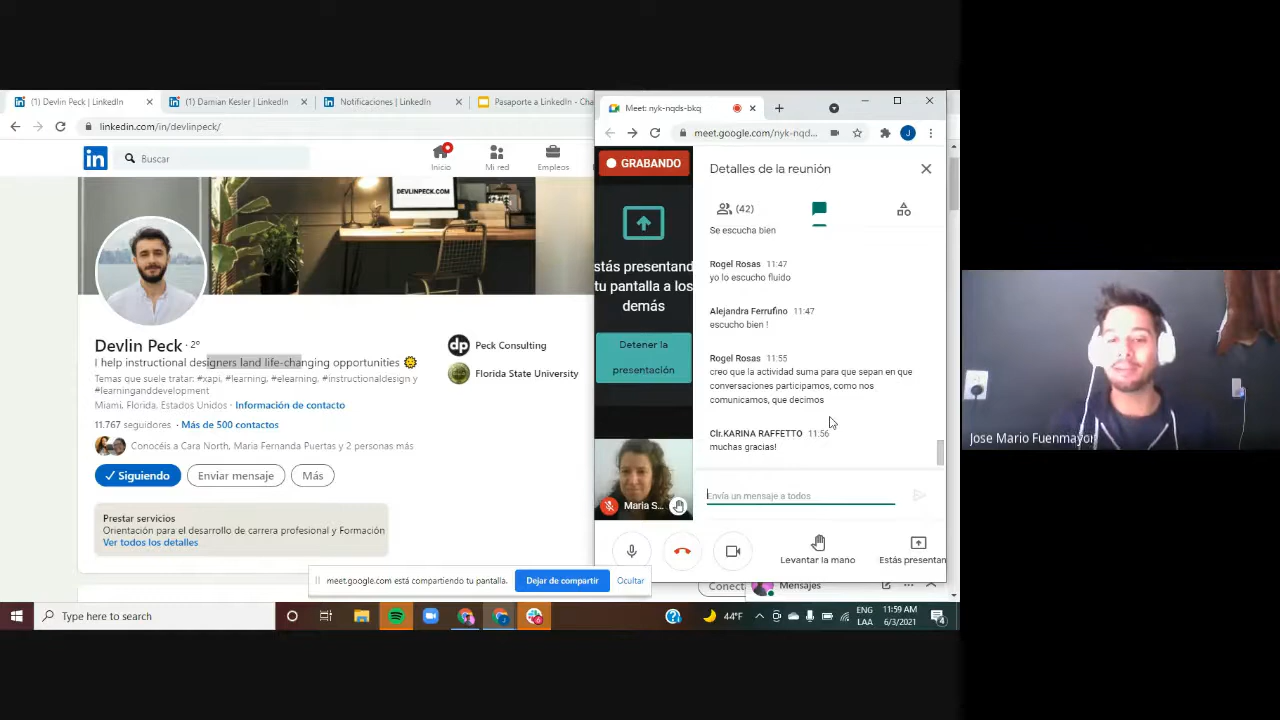 (1) Devlin Peck | LinkedIn
(1) Damian Kesler | LinkedIn
Notificaciones | LinkedIn
Pasaporte a LinkedIn - Cha
linkedin.com/in/devlinpeck/
in
Buscar
Inicio
Mi red
Empleos
DEVLINPECK.COM
Devlin Peck · 2º
I help instructional designers land life-changing opportunities
Temas que suele tratar: #xapi, #learning, #elearning, #instructionaldesign y
#learninganddevelopment
Miami, Florida, Estados Unidos · Información de contacto
11.767 seguidores · Más de 500 contactos
Conocéis a Cara North, Maria Fernanda Puertas y 2 personas más
Siguiendo
Enviar mensaje
Más
dp Peck Consulting
Florida State University
Prestar servicios
Orientación para el desarrollo de carrera profesional y Formación
Ver todos los detalles
meet.google.com está compartiendo tu pantalla.
Dejar de compartir
Ocultar
Meet: nyk-nqds-bkq
meet.google.com/nyk-nqd...
J
GRABANDO
stás presentand
tu pantalla a los
demás
Detener la
presentación
Maria S...
Detalles de la reunión
(42)
Se escucha bien
Rogel Rosas 11:47
yo lo escucho fluido
Alejandra Ferrufino 11:47
escucho bien !
Rogel Rosas 11:55
creo que la actividad suma para que sepan en que
conversaciones participamos, como nos
comunicamos, que decimos
Clr.KARINA RAFFETTO 11:56
muchas gracias!
Envía un mensaje a todos
Levantar la mano
Estás presentan
Conect
Mensajes
Type here to search
44°F
ENG
LAA
11:59 AM
6/3/2021
4
Jose Mario Fuenmayor